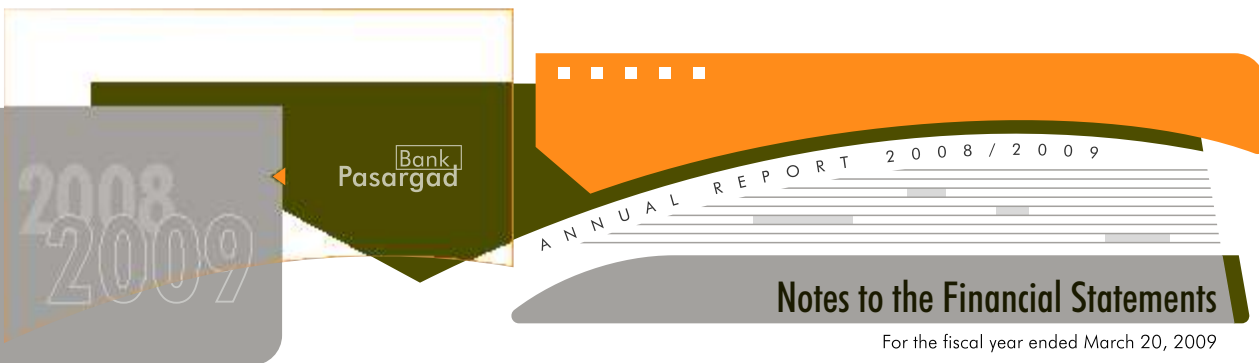 2008
2009
Bank
Pasargad
ANNUAL REPORT 2008/2009
Notes to the Financial Statements
For the fiscal year ended March 20, 2009